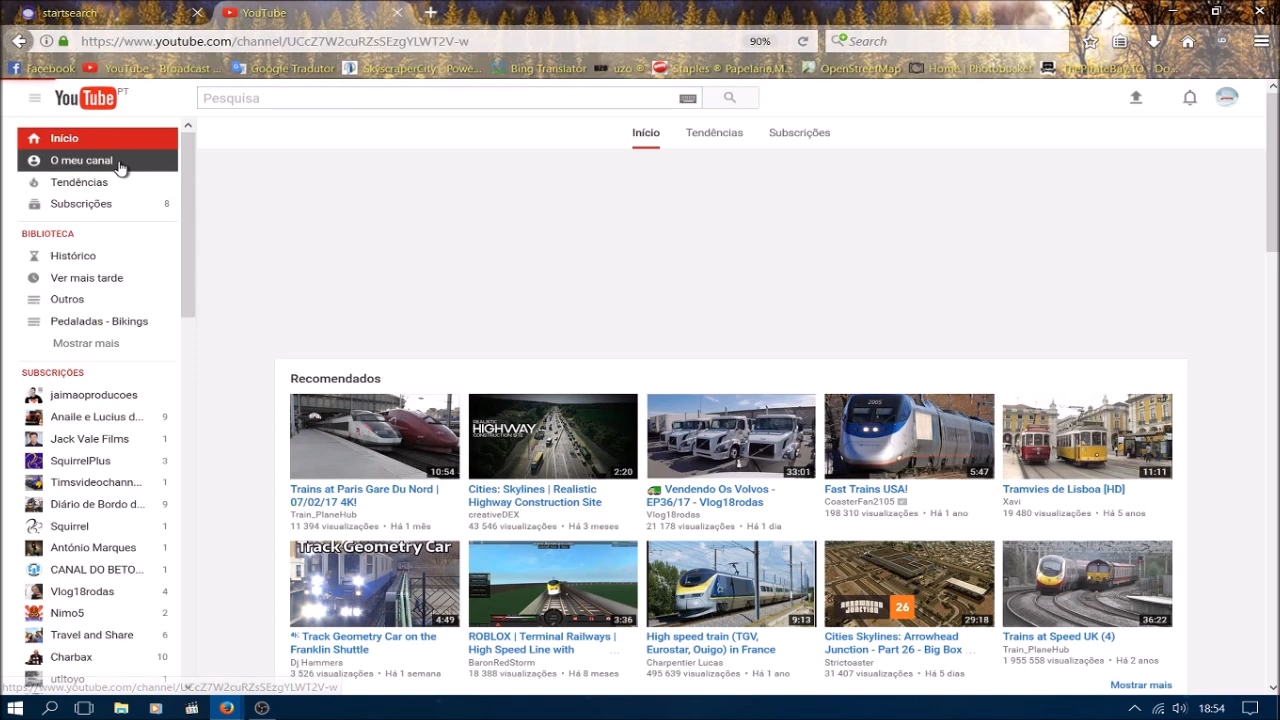 startsearch
YouTube
https://www.youtube.com/channel/UCcZ7W2cuRZsSEzgYLWT2V-w
90%
Search
Facebook
YouTube - Broadcast ...
Google Tradutor
SkyscraperCity - Powe...
Bing Translator
uzo ®
Staples ® Papelaria,M...
OpenStreetMap
Home | Photobucket
ThePirateBay.TO - Do...
YouTube PT
Pesquisa
Início
Tendências
Subscrições
Início
O meu canal
Tendências
Subscrições 8
BIBLIOTECA
Histórico
Ver mais tarde
Outros
Pedaladas - Bikings
Mostrar mais
SUBSCRIÇÕES
jaimaoproducoes
Anaile e Lucius d... 9
Jack Vale Films 1
SquirrelPlus 3
Timsvideochann... 1
Diário de Bordo d... 9
Squirrel 1
António Marques 1
CANAL DO BETO... 1
Vlog18rodas 4
Nimo5 2
Travel and Share 6
Charbax 10
utltoyo
Recomendados
10:54
Trains at Paris Gare Du Nord |
07/02/17 4K!
Train_PlaneHub
11 394 visualizações • Há 1 mês
REALISTIC
HIGHWAY
CONSTRUCTION SITE
2:20
Cities: Skylines | Realistic
Highway Construction Site
creativeDEX
43 546 visualizações • Há 3 meses
33:01
Vendendo Os Volvos -
EP36/17 - Vlog18rodas
Vlog18rodas
21 178 visualizações • Há 1 dia
2005
5:47
Fast Trains USA!
CoasterFan2105
198 310 visualizações • Há 1 ano
11:11
Tramvies de Lisboa [HD]
Xavi
19 480 visualizações • Há 5 anos
Track Geometry Car
4:49
4K Track Geometry Car on the
Franklin Shuttle
Dj Hammers
3 526 visualizações • Há 1 semana
3:36
ROBLOX | Terminal Railways |
High Speed Line with ...
BaronRedStorm
18 388 visualizações • Há 8 meses
9:13
High speed train (TGV,
Eurostar, Ouigo) in France
Charpentier Lucas
495 639 visualizações • Há 1 ano
ARROWHEAD
JUNCTION
26
29:18
Cities Skylines: Arrowhead
Junction - Part 26 - Big Box ...
Strictoaster
31 407 visualizações • Há 5 dias
36:22
Trains at Speed UK (4)
Train_PlaneHub
1 955 558 visualizações • Há 2 anos
Mostrar mais
https://www.youtube.com/channel/UCcZ7W2cuRZsSEzgYLWT2V-w
18:54